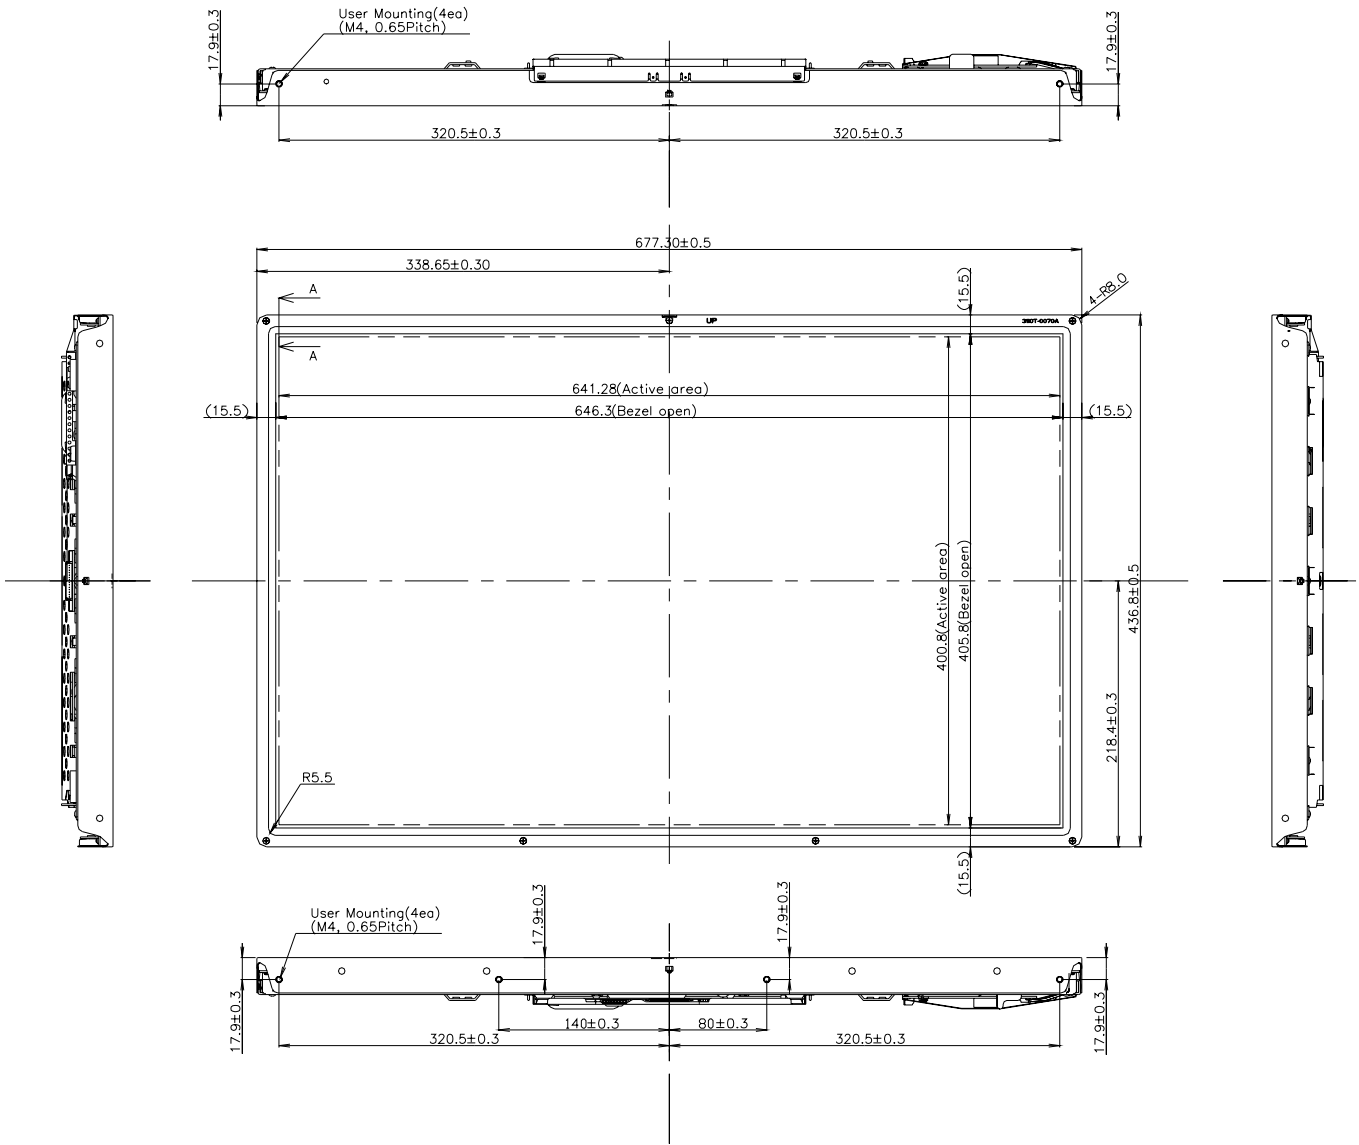 User Mounting(4ea)
(M4, 0.65Pitch)
17.9±0.3
17.9±0.3
320.5±0.3
320.5±0.3
677.30±0.5
338.65±0.30
(15.5)
4-R8.0
A
UP
A
641.28(Active area)
(15.5)
646.3(Bezel open)
(15.5)
400.8(Active area)
405.8(Bezel open)
436.8±0.5
218.4±0.3
R5.5
(15.5)
User Mounting(4ea)
(M4, 0.65Pitch)
17.9±0.3
17.9±0.3
17.9±0.3
17.9±0.3
140±0.3
80±0.3
320.5±0.3
320.5±0.3